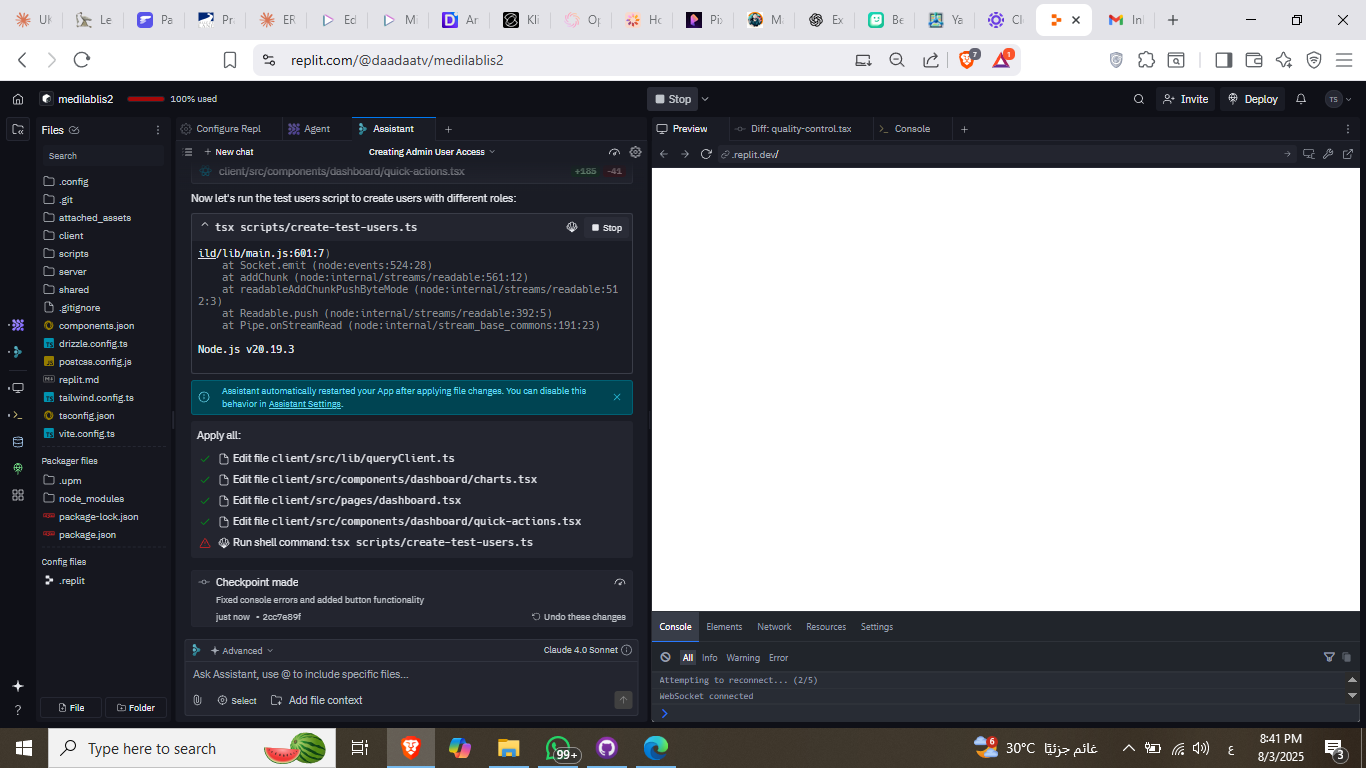 UK
Le
Pa
Pr
ER
Ed
Mi
Ar
Kli
Op
Ho
Pix
Ma
Ex
Be
Ya
Cl
Inl
replit.com/@daadaatv/medilablis2
7
1
medilablis2
100% used
Stop
Invite
Deploy
TS
Files
Configure Repl
Agent
Assistant
Preview
Diff: quality-control.tsx
Console
Search
New chat
Creating Admin User Access
.replit.dev/
.config
.git
attached_assets
client
scripts
server
shared
.gitignore
components.json
drizzle.config.ts
postcss.config.js
replit.md
tailwind.config.ts
tsconfig.json
vite.config.ts
Packager files
.upm
node_modules
package-lock.json
package.json
Config files
.replit
File
Folder
client/src/components/dashboard/quick-actions.tsx
+185 -41
Now let's run the test users script to create users with different roles:
tsx scripts/create-test-users.ts
Stop
ild/lib/main.js:601:7)
at Socket.emit (node:events:524:28)
at addChunk (node:internal/streams/readable:561:12)
at readableAddChunkPushByteMode (node:internal/streams/readable:51
2:3)
at Readable.push (node:internal/streams/readable:392:5)
at Pipe.onStreamRead (node:internal/stream_base_commons:191:23)
Node.js v20.19.3
Assistant automatically restarted your App after applying file changes. You can disable this
behavior in Assistant Settings.
Apply all:
Edit file client/src/lib/queryClient.ts
Edit file client/src/components/dashboard/charts.tsx
Edit file client/src/pages/dashboard.tsx
Edit file client/src/components/dashboard/quick-actions.tsx
Run shell command: tsx scripts/create-test-users.ts
Checkpoint made
Fixed console errors and added button functionality
just now • 2cc7e89f
Undo these changes
Advanced
Claude 4.0 Sonnet
Ask Assistant, use @ to include specific files...
Select
Add file context
Console
Elements
Network
Resources
Settings
All
Info
Warning
Error
Attempting to reconnect... (2/5)
WebSocket connected
Type here to search
99+
6
30°C غائم جزئيًا
ع
8:41 PM
8/3/2025
3